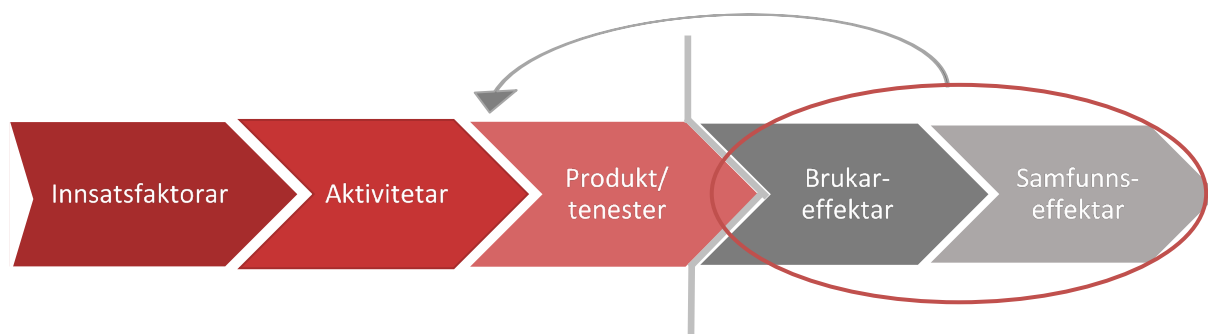 Innsatsfaktorar
Aktivitetar
Produkt/
tenester
Brukar-
effektar
Samfunns-
effektar